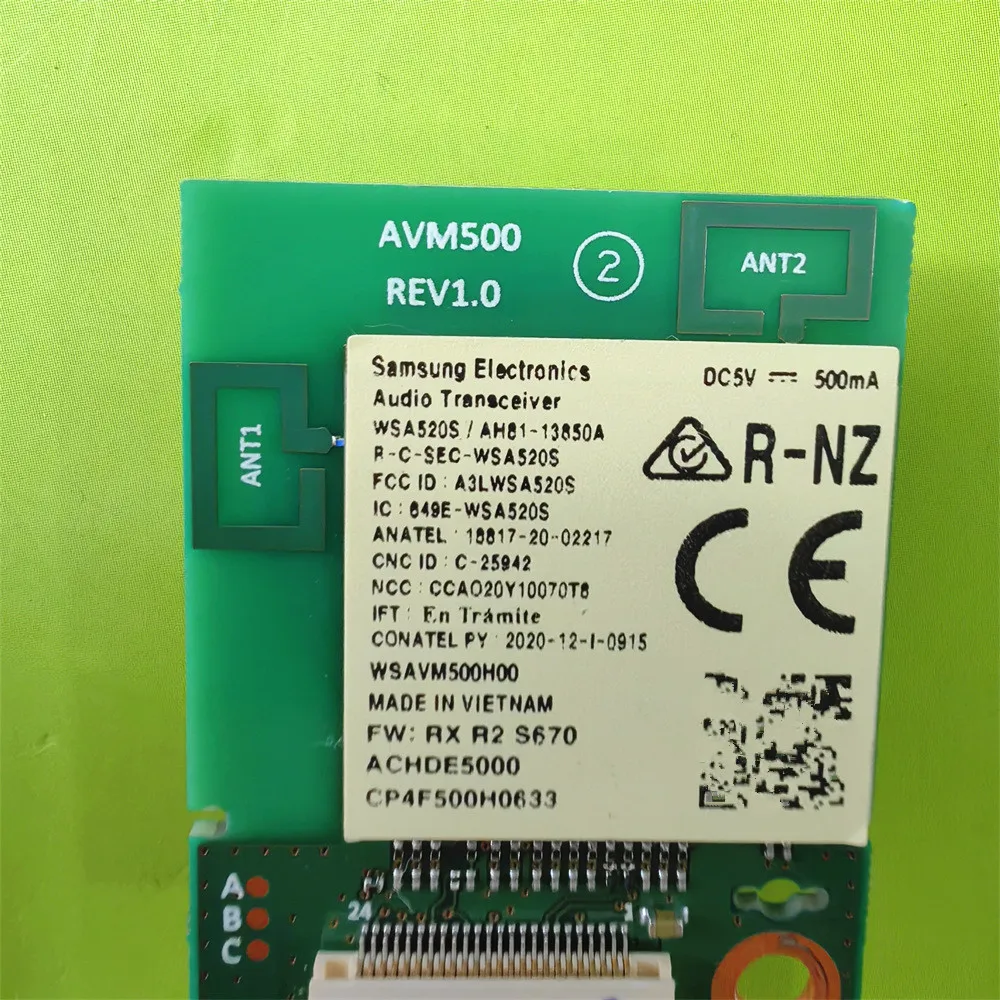 AVM500
REV1.0
2
ANT2
ANT1
Samsung Electronics
DC5V ⎓ 500mA
Audio Transceiver
WSA520S / AH81-13850A
R-C-SEC-WSA520S
R-NZ
FCC ID : A3LWSA520S
IC : 649E-WSA520S
CE
ANATEL : 18817-20-02217
CNC ID : C-25942
NCC : CCAO20Y10070T6
IFT : En Trámite
CONATEL PY : 2020-12-I-0915
WSAVM500H00
MADE IN VIETNAM
FW: RX R2 S670
ACHDE5000
CP4F500H0633
A
B
C
24
1